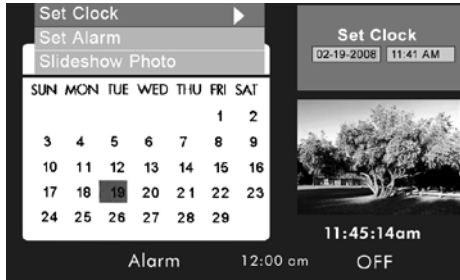 Set Clock
Set Alarm
Slideshow Photo
SUN MON TUE WED THU FRI SAT
1 2
3 4 5 6 7 8 9
10 11 12 13 14 15 16
17 18 19 20 21 22 23
24 25 26 27 28 29
Set Clock
02-19-2008 11:41 AM
11:45:14am
Alarm 12:00 am OFF